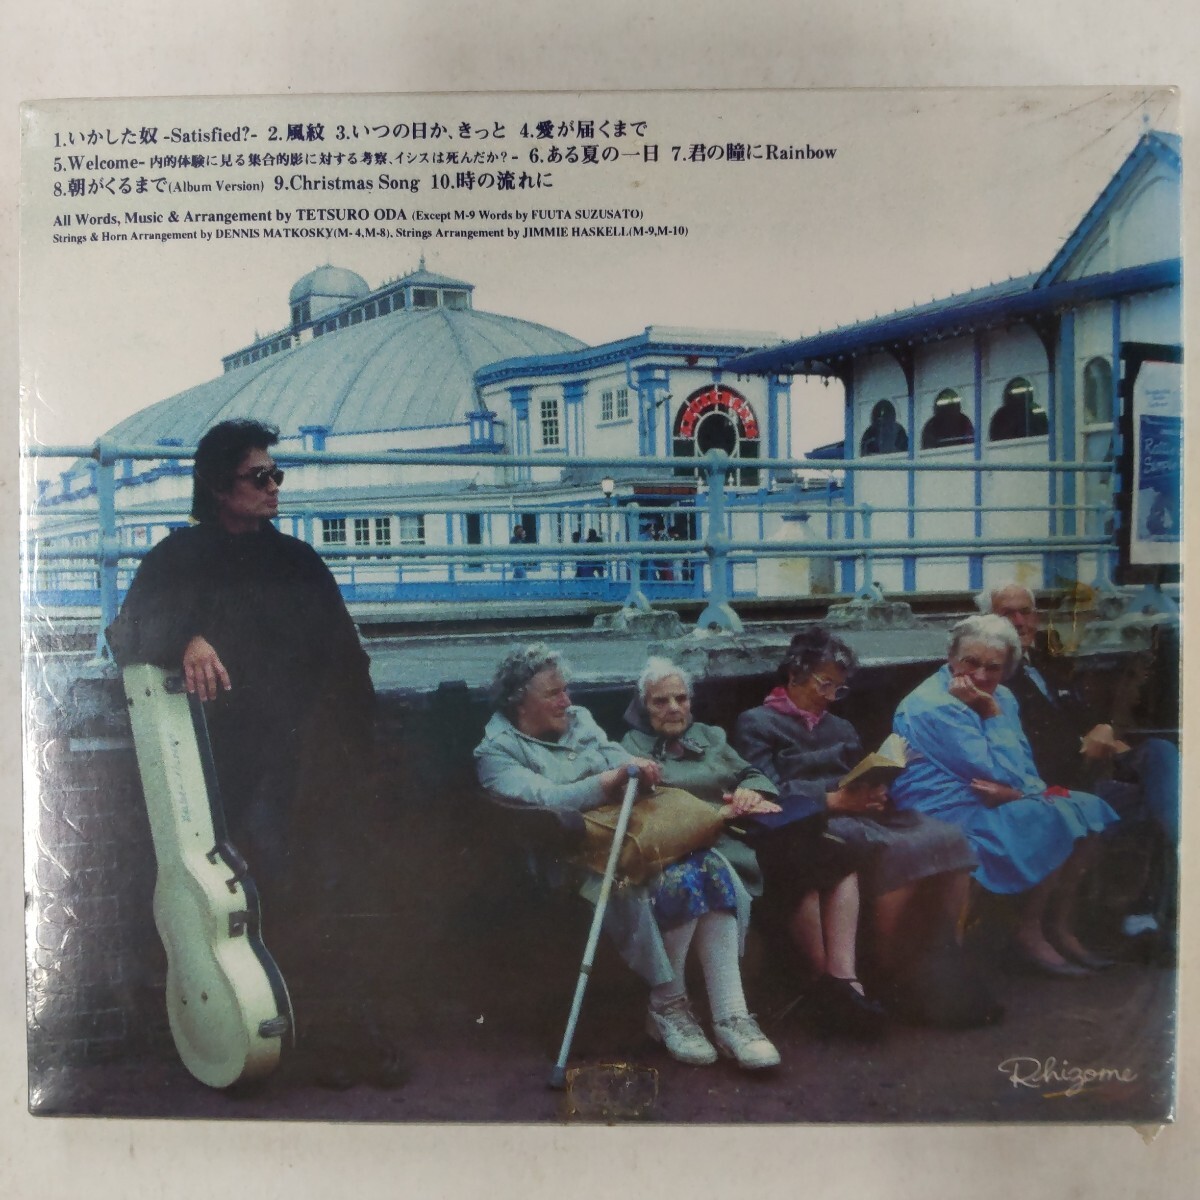 1.いかした奴 -Satisfied?- 2.風紋 3.いつの日か、きっと 4.愛が届くまで
5.Welcome- 内的体験に見る集合的影に対する考察、イシスは死んだか? - 6.ある夏の一日 7.君の瞳にRainbow
8.朝がくるまで(Album Version) 9.Christmas Song 10.時の流れに
All Words, Music & Arrangement by TETSURO ODA (Except M-9 Words by FUUTA SUZUSATO)
Strings & Horn Arrangement by DENNIS MATKOSKY(M- 4,M-8), Strings Arrangement by JIMMIE HASKELL(M-9,M-10)
Rhizome